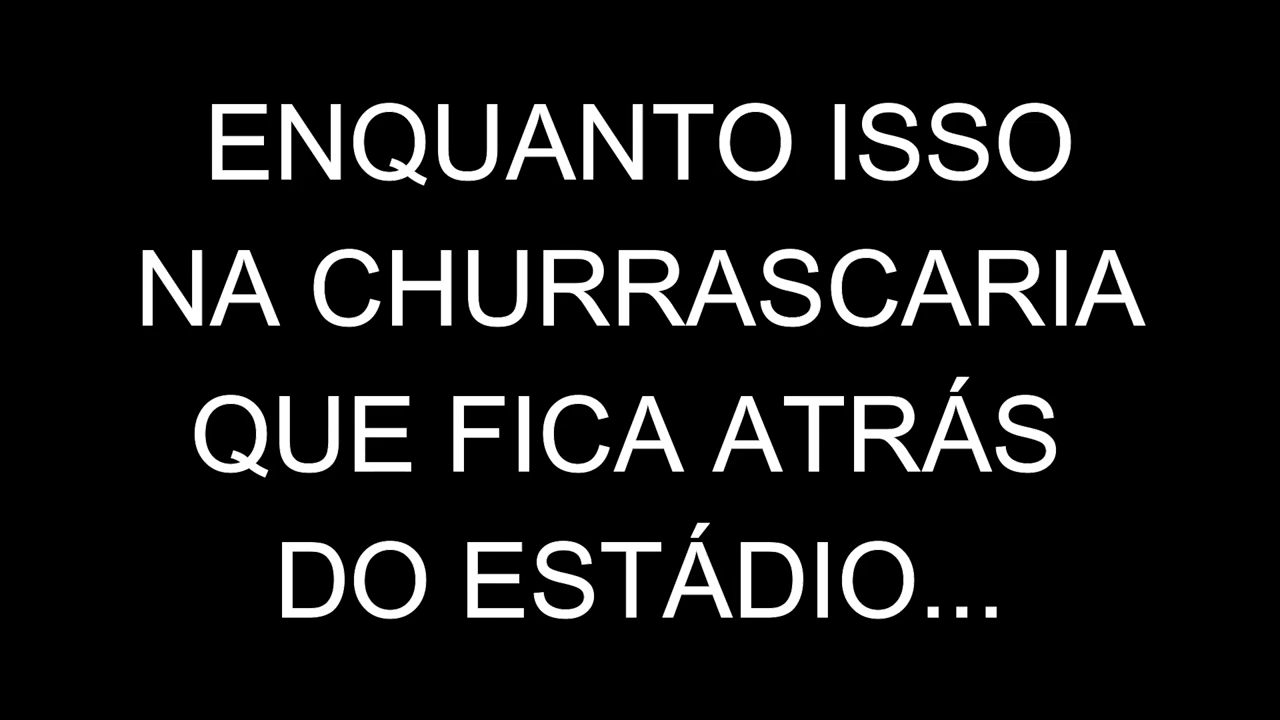 ENQUANTO ISSO
NA CHURRASCARIA
QUE FICA ATRÁS
DO ESTÁDIO...